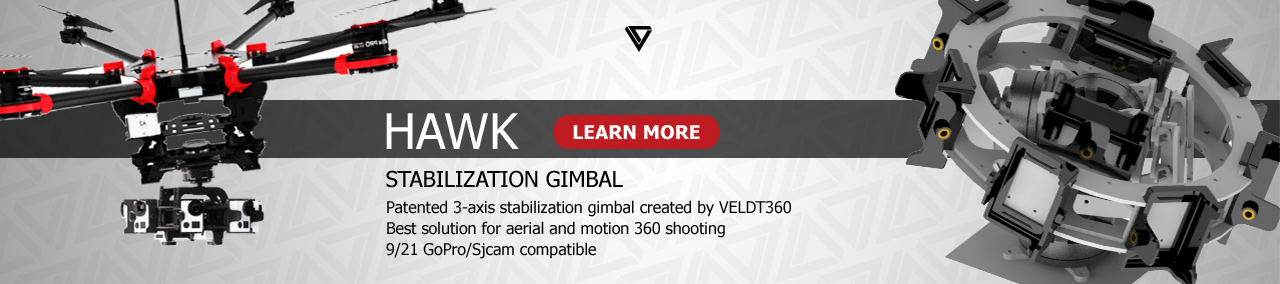 HAWK
LEARN MORE
STABILIZATION GIMBAL
Patented 3-axis stabilization gimbal created by VELDT360
Best solution for aerial and motion 360 shooting
9/21 GoPro/Sjcam compatible